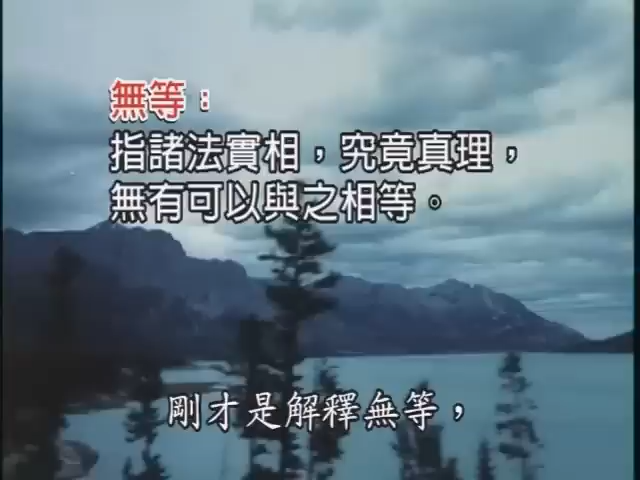 無等：
指諸法實相，究竟真理，
無有可以與之相等。
剛才是解釋無等，